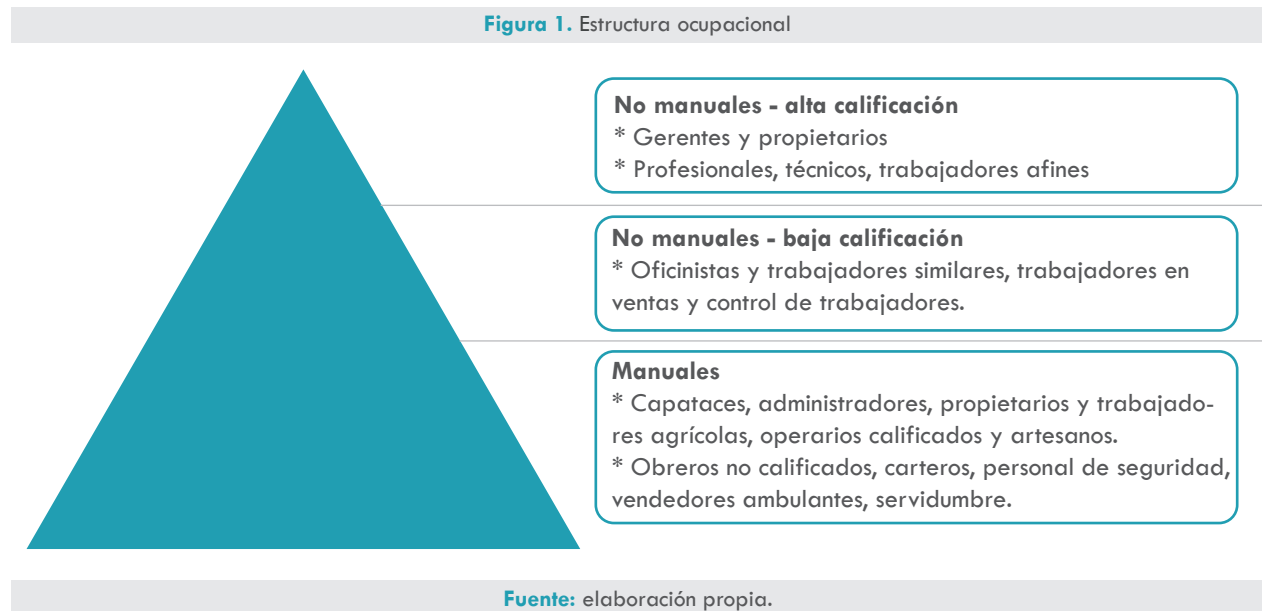 Figura 1. Estructura ocupacional
No manuales - alta calificación
* Gerentes y propietarios
* Profesionales, técnicos, trabajadores afines
No manuales - baja calificación
* Oficinistas y trabajadores similares, trabajadores en
ventas y control de trabajadores.
Manuales
* Capataces, administradores, propietarios y trabajado-
res agrícolas, operarios calificados y artesanos.
* Obreros no calificados, carteros, personal de seguridad,
vendedores ambulantes, servidumbre.
Fuente: elaboración propia.